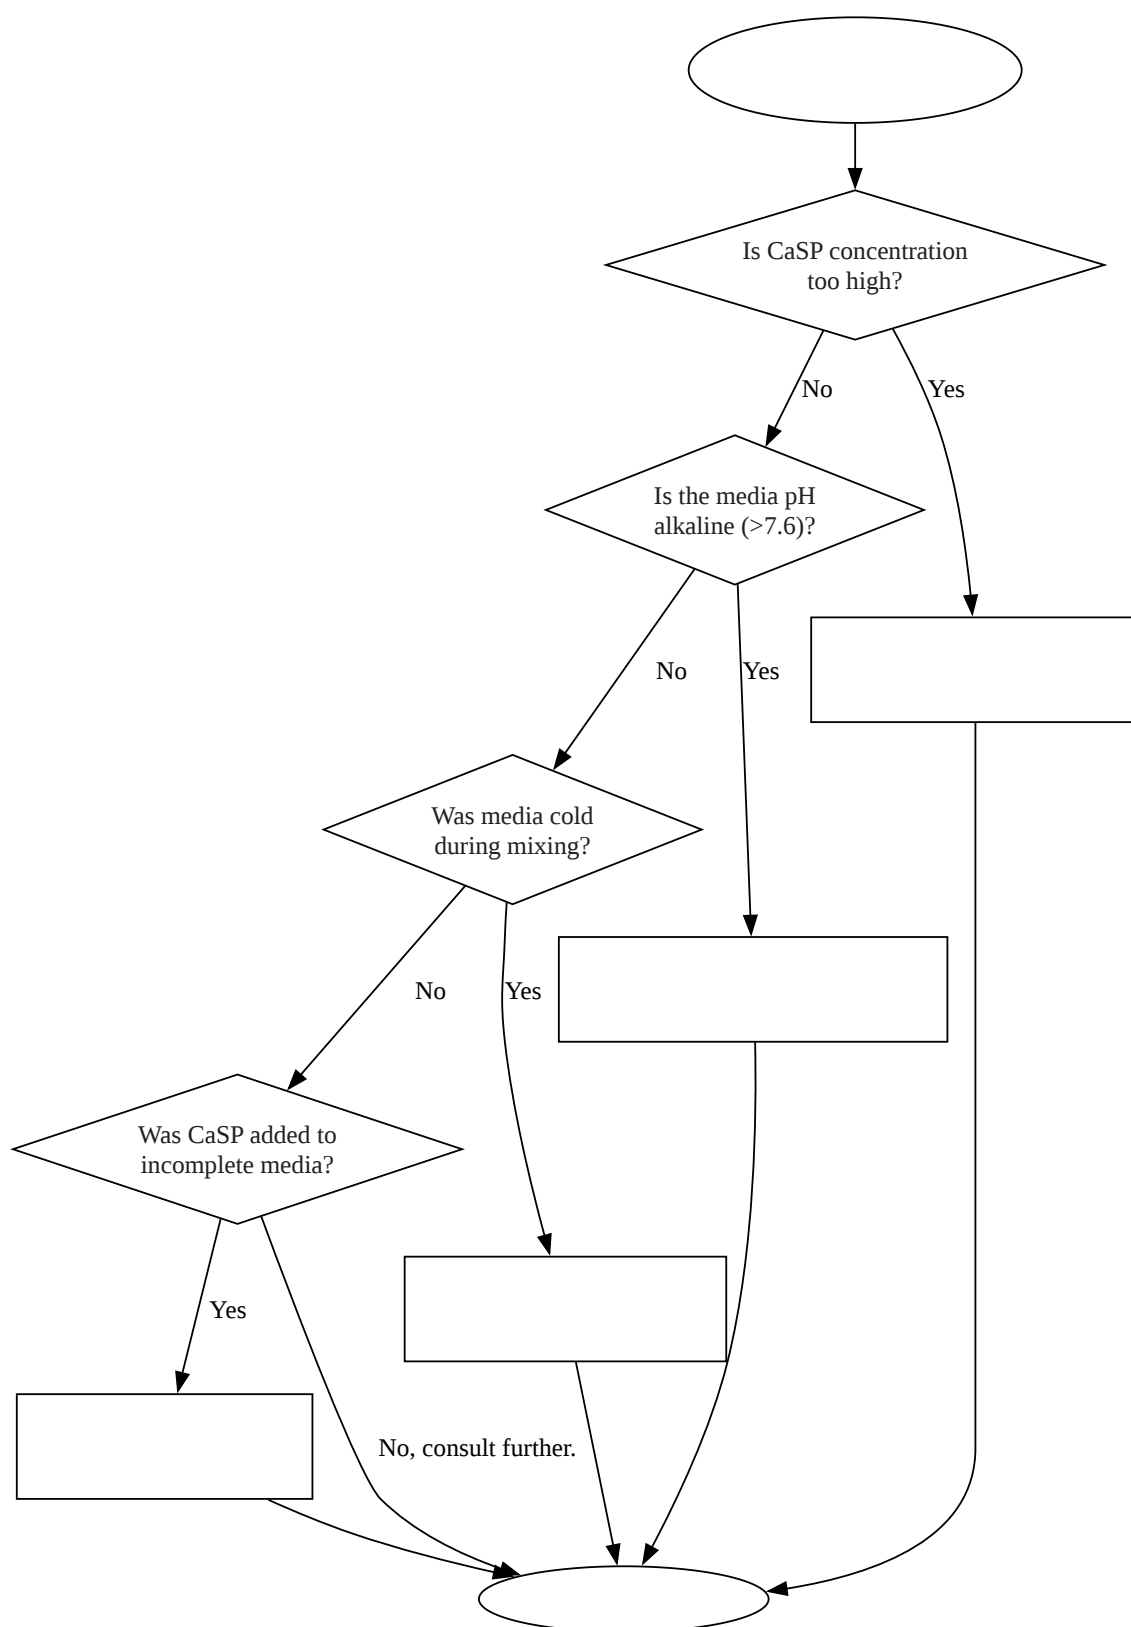 Is CaSP concentration
too high?
No
Yes
Is the media pH
alkaline (>7.6)?
No
Yes
Was media cold
during mixing?
No
Yes
Was CaSP added to
incomplete media?
Yes
No, consult further.